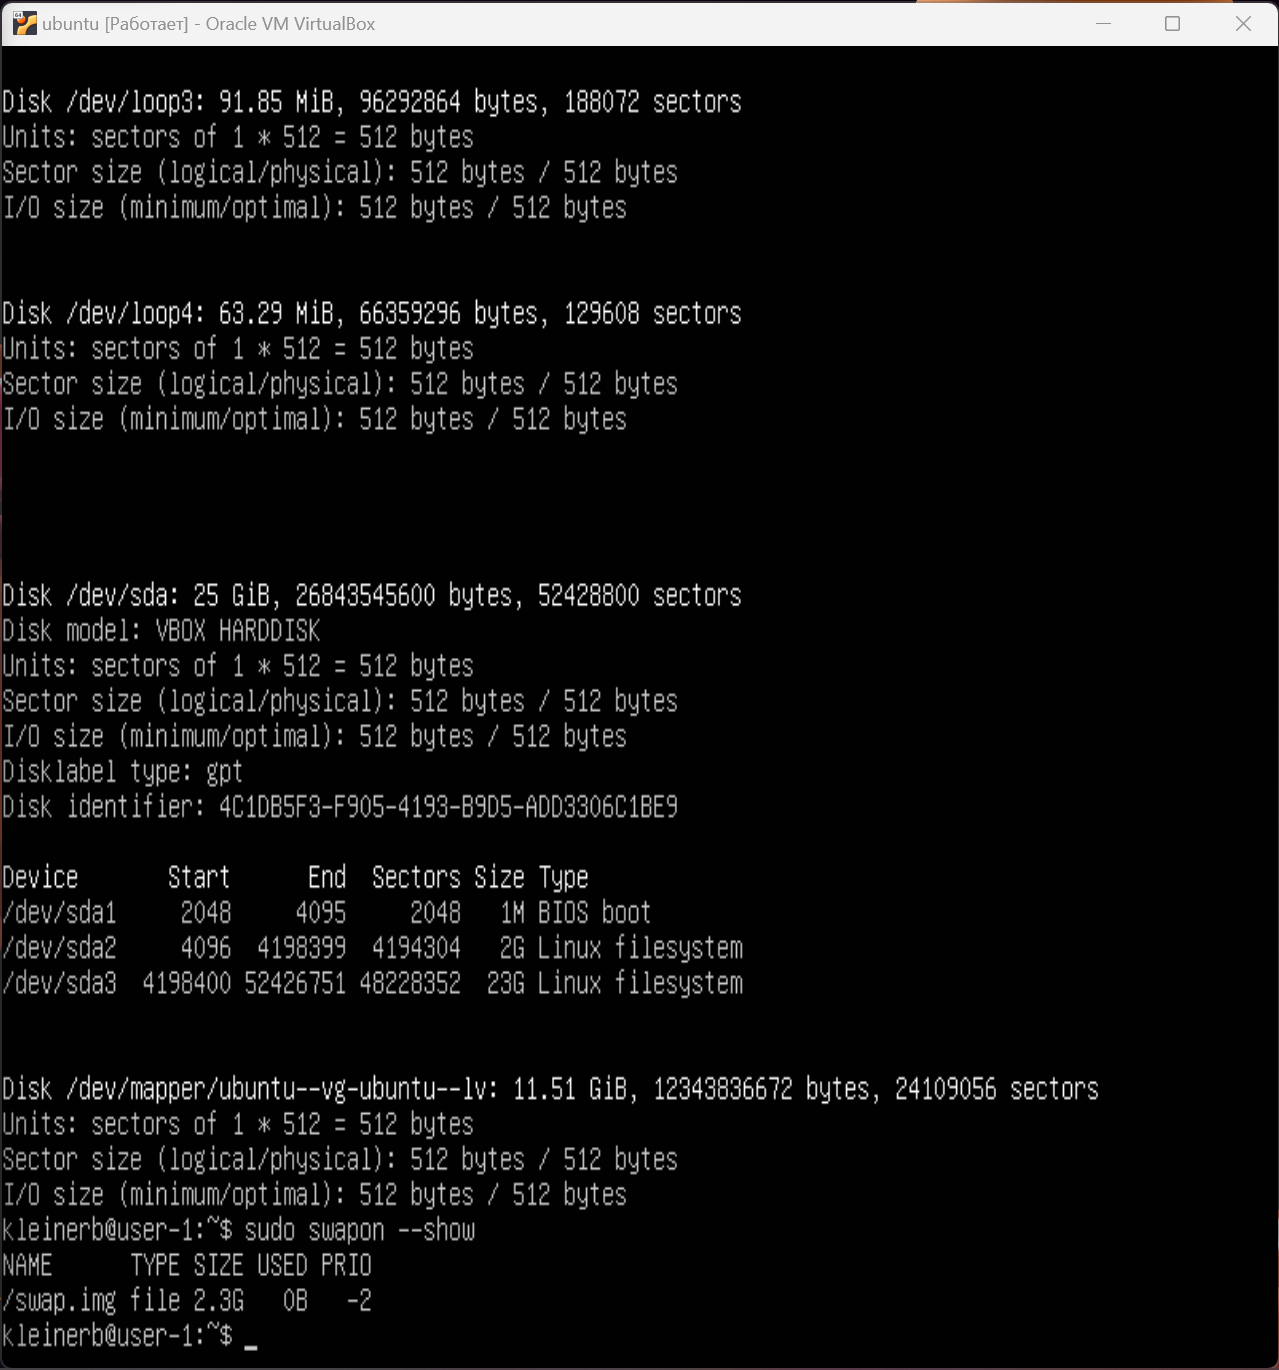 ubuntu [Работает] - Oracle VM VirtualBox
Disk /dev/loop3: 91.85 MiB, 96292864 bytes, 188072 sectors
Units: sectors of 1 * 512 = 512 bytes
Sector size (logical/physical): 512 bytes / 512 bytes
I/O size (minimum/optimal): 512 bytes / 512 bytes
Disk /dev/loop4: 63.29 MiB, 66359296 bytes, 129608 sectors
Units: sectors of 1 * 512 = 512 bytes
Sector size (logical/physical): 512 bytes / 512 bytes
I/O size (minimum/optimal): 512 bytes / 512 bytes
Disk /dev/sda: 25 GiB, 26843545600 bytes, 52428800 sectors
Disk model: VBOX HARDDISK
Units: sectors of 1 * 512 = 512 bytes
Sector size (logical/physical): 512 bytes / 512 bytes
I/O size (minimum/optimal): 512 bytes / 512 bytes
Disklabel type: gpt
Disk identifier: 4C1DB5F3-F905-4193-B9D5-ADD3306C1BE9
Device Start End Sectors Size Type
/dev/sda1 2048 4095 2048 1M BIOS boot
/dev/sda2 4096 4198399 4194304 2G Linux filesystem
/dev/sda3 4198400 52426751 48228352 23G Linux filesystem
Disk /dev/mapper/ubuntu--vg-ubuntu--lv: 11.51 GiB, 12343836672 bytes, 24109056 sectors
Units: sectors of 1 * 512 = 512 bytes
Sector size (logical/physical): 512 bytes / 512 bytes
I/O size (minimum/optimal): 512 bytes / 512 bytes
kleinerb@user-1:~$ sudo swapon --show
NAME TYPE SIZE USED PRIO
/swap.img file 2.3G 0B -2
kleinerb@user-1:~$ _